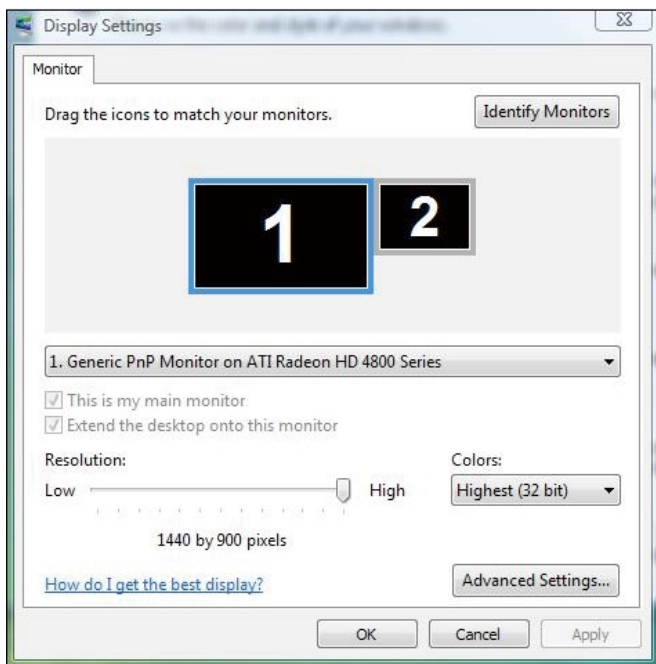 Display Settings
Monitor
Drag the icons to match your monitors.
Identify Monitors
1
2
1. Generic PnP Monitor on ATI Radeon HD 4800 Series
This is my main monitor
Extend the desktop onto this monitor
Resolution:
Colors:
Low
High
Highest (32 bit)
1440 by 900 pixels
How do I get the best display?
Advanced Settings...
OK
Cancel
Apply